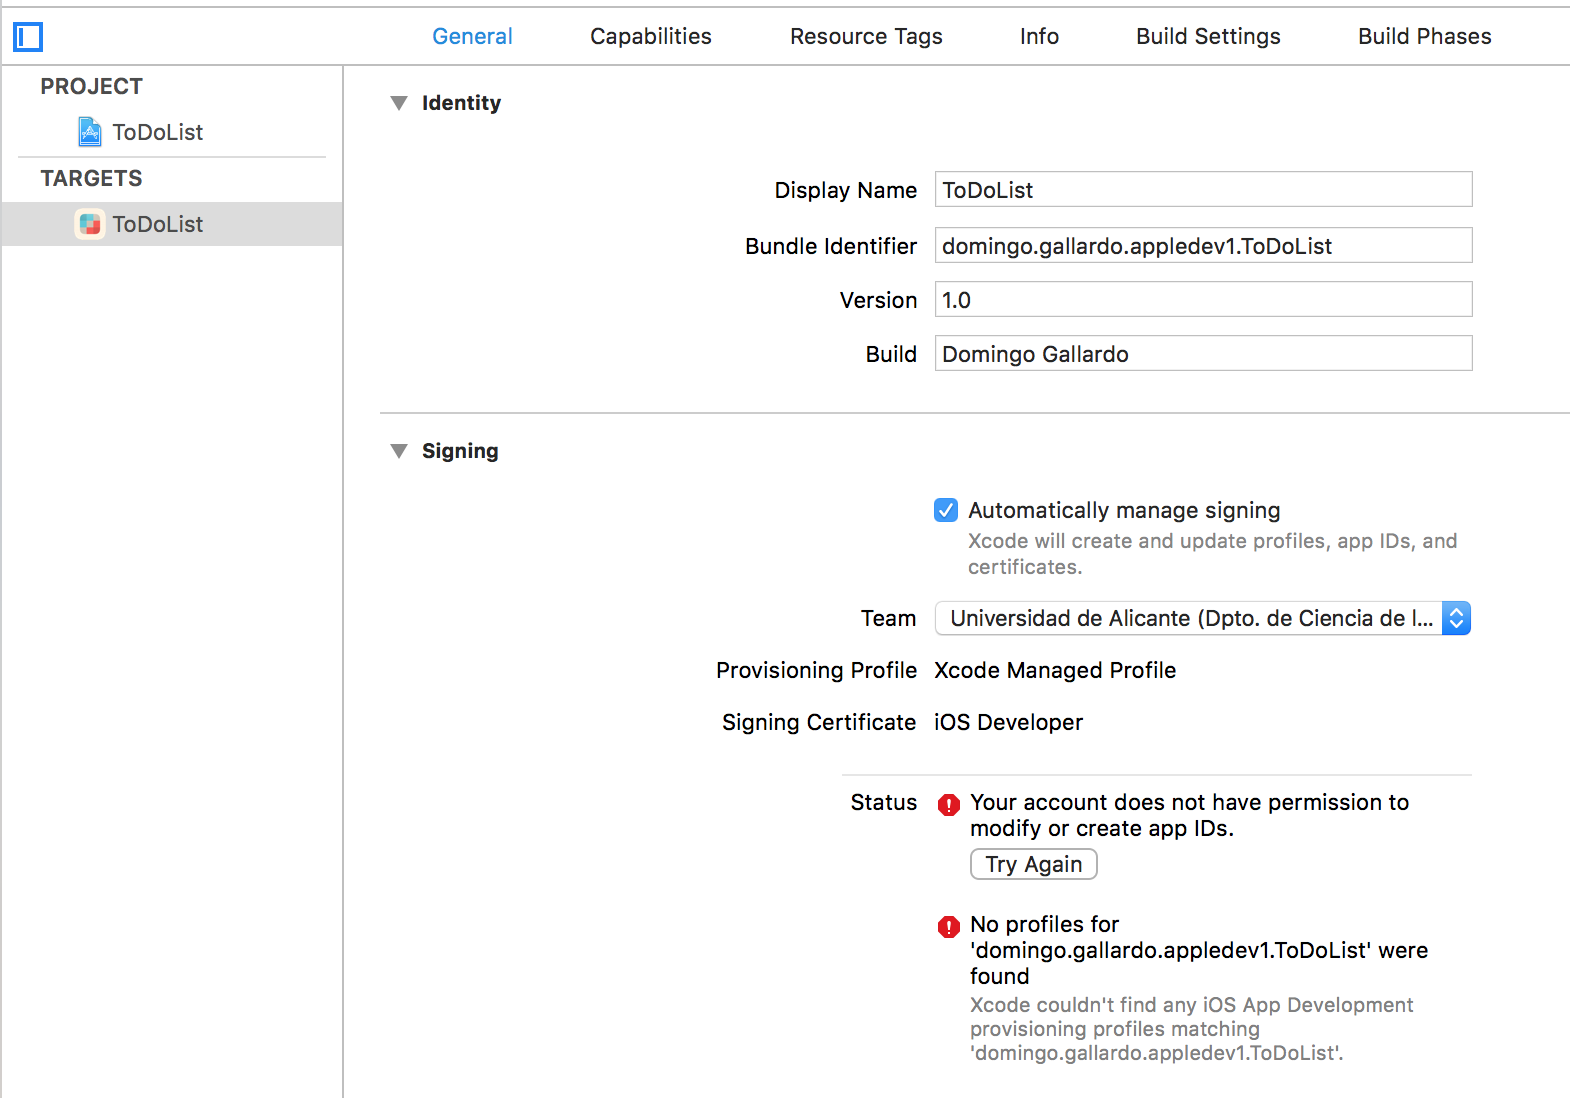 General Capabilities Resource Tags Info Build Settings Build Phases
PROJECT
ToDoList
TARGETS
ToDoList
Identity
Display Name ToDoList
Bundle Identifier domingo.gallardo.appledev1.ToDoList
Version 1.0
Build Domingo Gallardo
Signing
Automatically manage signing
Xcode will create and update profiles, app IDs, and
certificates.
Team Universidad de Alicante (Dpto. de Ciencia de l...
Provisioning Profile Xcode Managed Profile
Signing Certificate iOS Developer
Status Your account does not have permission to
modify or create app IDs.
Try Again
No profiles for
'domingo.gallardo.appledev1.ToDoList' were
found
Xcode couldn't find any iOS App Development
provisioning profiles matching
'domingo.gallardo.appledev1.ToDoList'.